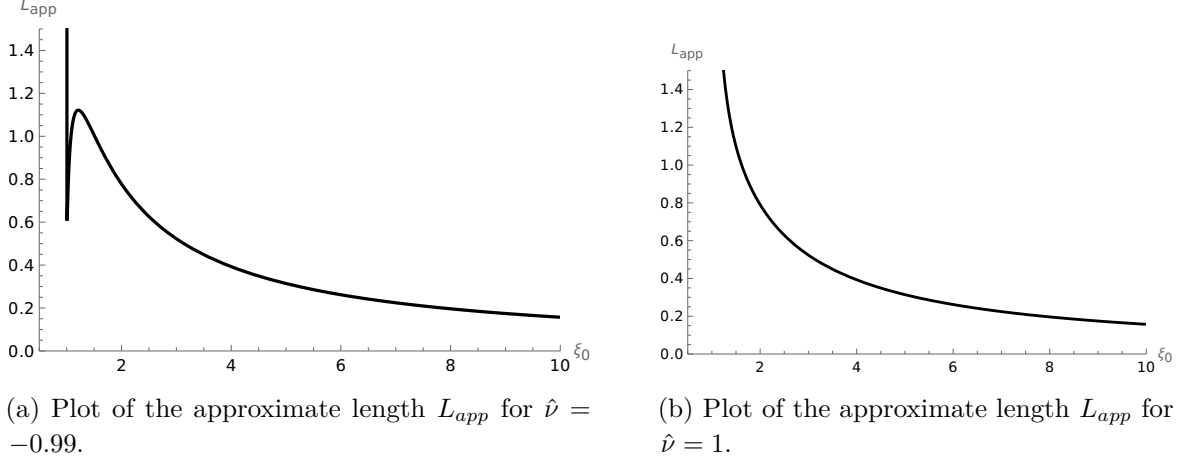 L_app
1.4
1.2
1.0
0.8
0.6
0.4
0.2
0.0
2 4 6 8 10
ξ_0
(a) Plot of the approximate length L_app for ν̂ =
−0.99.
L_app
1.4
1.2
1.0
0.8
0.6
0.4
0.2
0.0
2 4 6 8 10
ξ_0
(b) Plot of the approximate length L_app for
ν̂ = 1.